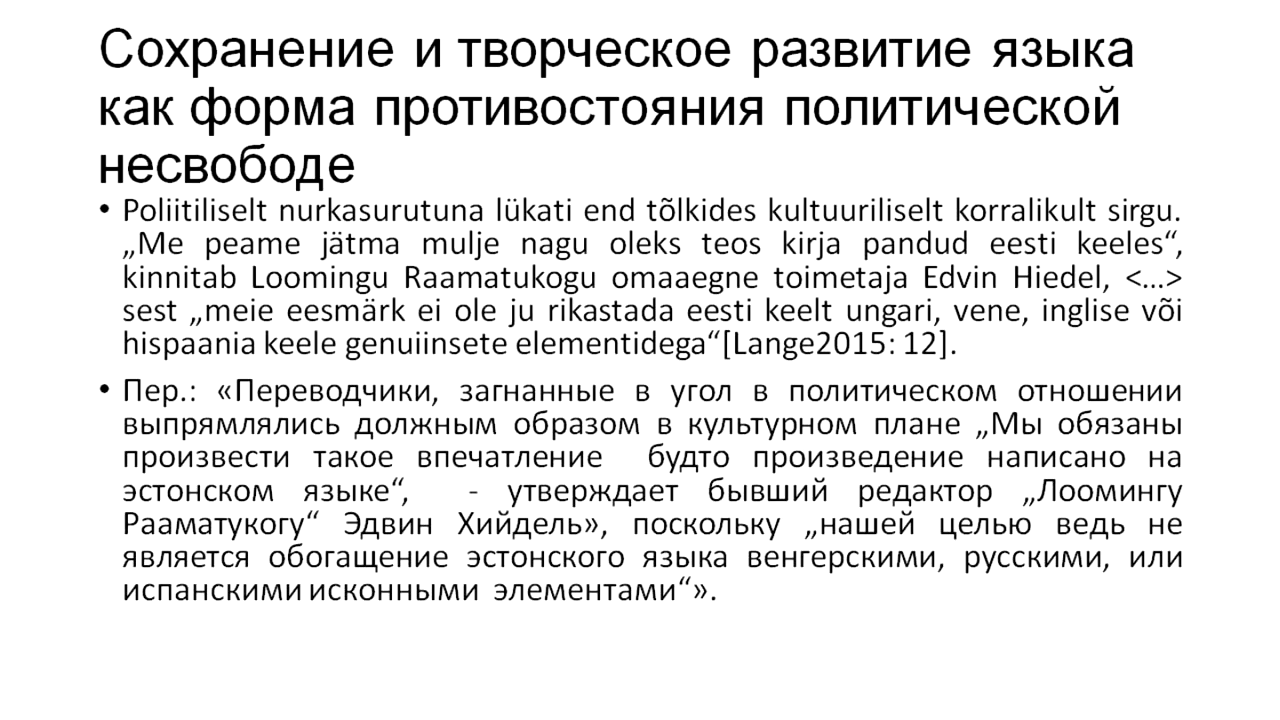 Сохранение и творческое развитие языка
как форма противостояния политической
несвободе
• Poliitiliselt nurkasurutuna lükati end tõlkides kultuuriliselt korralikult sirgu.
„Me peame jätma mulje nagu oleks teos kirja pandud eesti keeles“,
kinnitab Loomingu Raamatukogu omaaegne toimetaja Edvin Hiedel, <…>
sest „meie eesmärk ei ole ju rikastada eesti keelt ungari, vene, inglise või
hispaania keele genuiinsete elementidega“[Lange2015: 12].
• Пер.: «Переводчики, загнанные в угол в политическом отношении
выпрямлялись должным образом в культурном плане „Мы обязаны
произвести такое впечатление будто произведение написано на
эстонском языке“, - утверждает бывший редактор „Лоомингу
Рааматукогу“ Эдвин Хийдель», поскольку „нашей целью ведь не
является обогащение эстонского языка венгерскими, русскими, или
испанскими исконными элементами“».